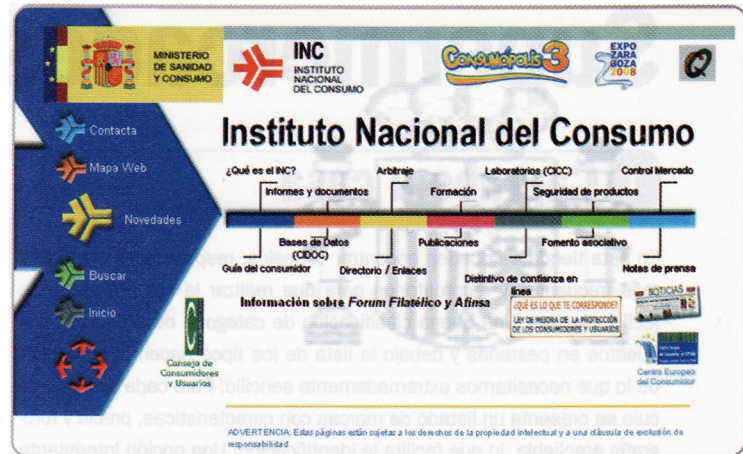 MINISTERIO
DE SANIDAD
Y CONSUMO
INC
INSTITUTO
NACIONAL
DEL CONSUMO
CONSUMÓPOLIS 3
EXPO
ZARA
GOZA
2008
Contacta
Mapa Web
Novedades
Buscar
Inicio
Instituto Nacional del Consumo
¿Qué es el INC?
Arbitraje
Laboratorios (CICC)
Control Mercado
Informes y documentos
Formación
Seguridad de productos
Bases de Datos
(CIDOC)
Publicaciones
Fomento asociativo
Guía del consumidor
Directorio / Enlaces
Distintivo de confianza en
línea
Notas de prensa
Información sobre Forum Filatélico y Afinsa
¿QUÉ ES LO QUE TE CORRESPONDE?
LEY DE MEJORA DE LA PROTECCIÓN
DE LOS CONSUMIDORES Y USUARIOS
NOTICIAS
Consejo de
Consumidores
y Usuarios
Centro Europeo
del Consumidor
ADVERTENCIA: Estas páginas están sujetas a los derechos de la propiedad intelectual y a una cláusula de exclusión de
responsabilidad